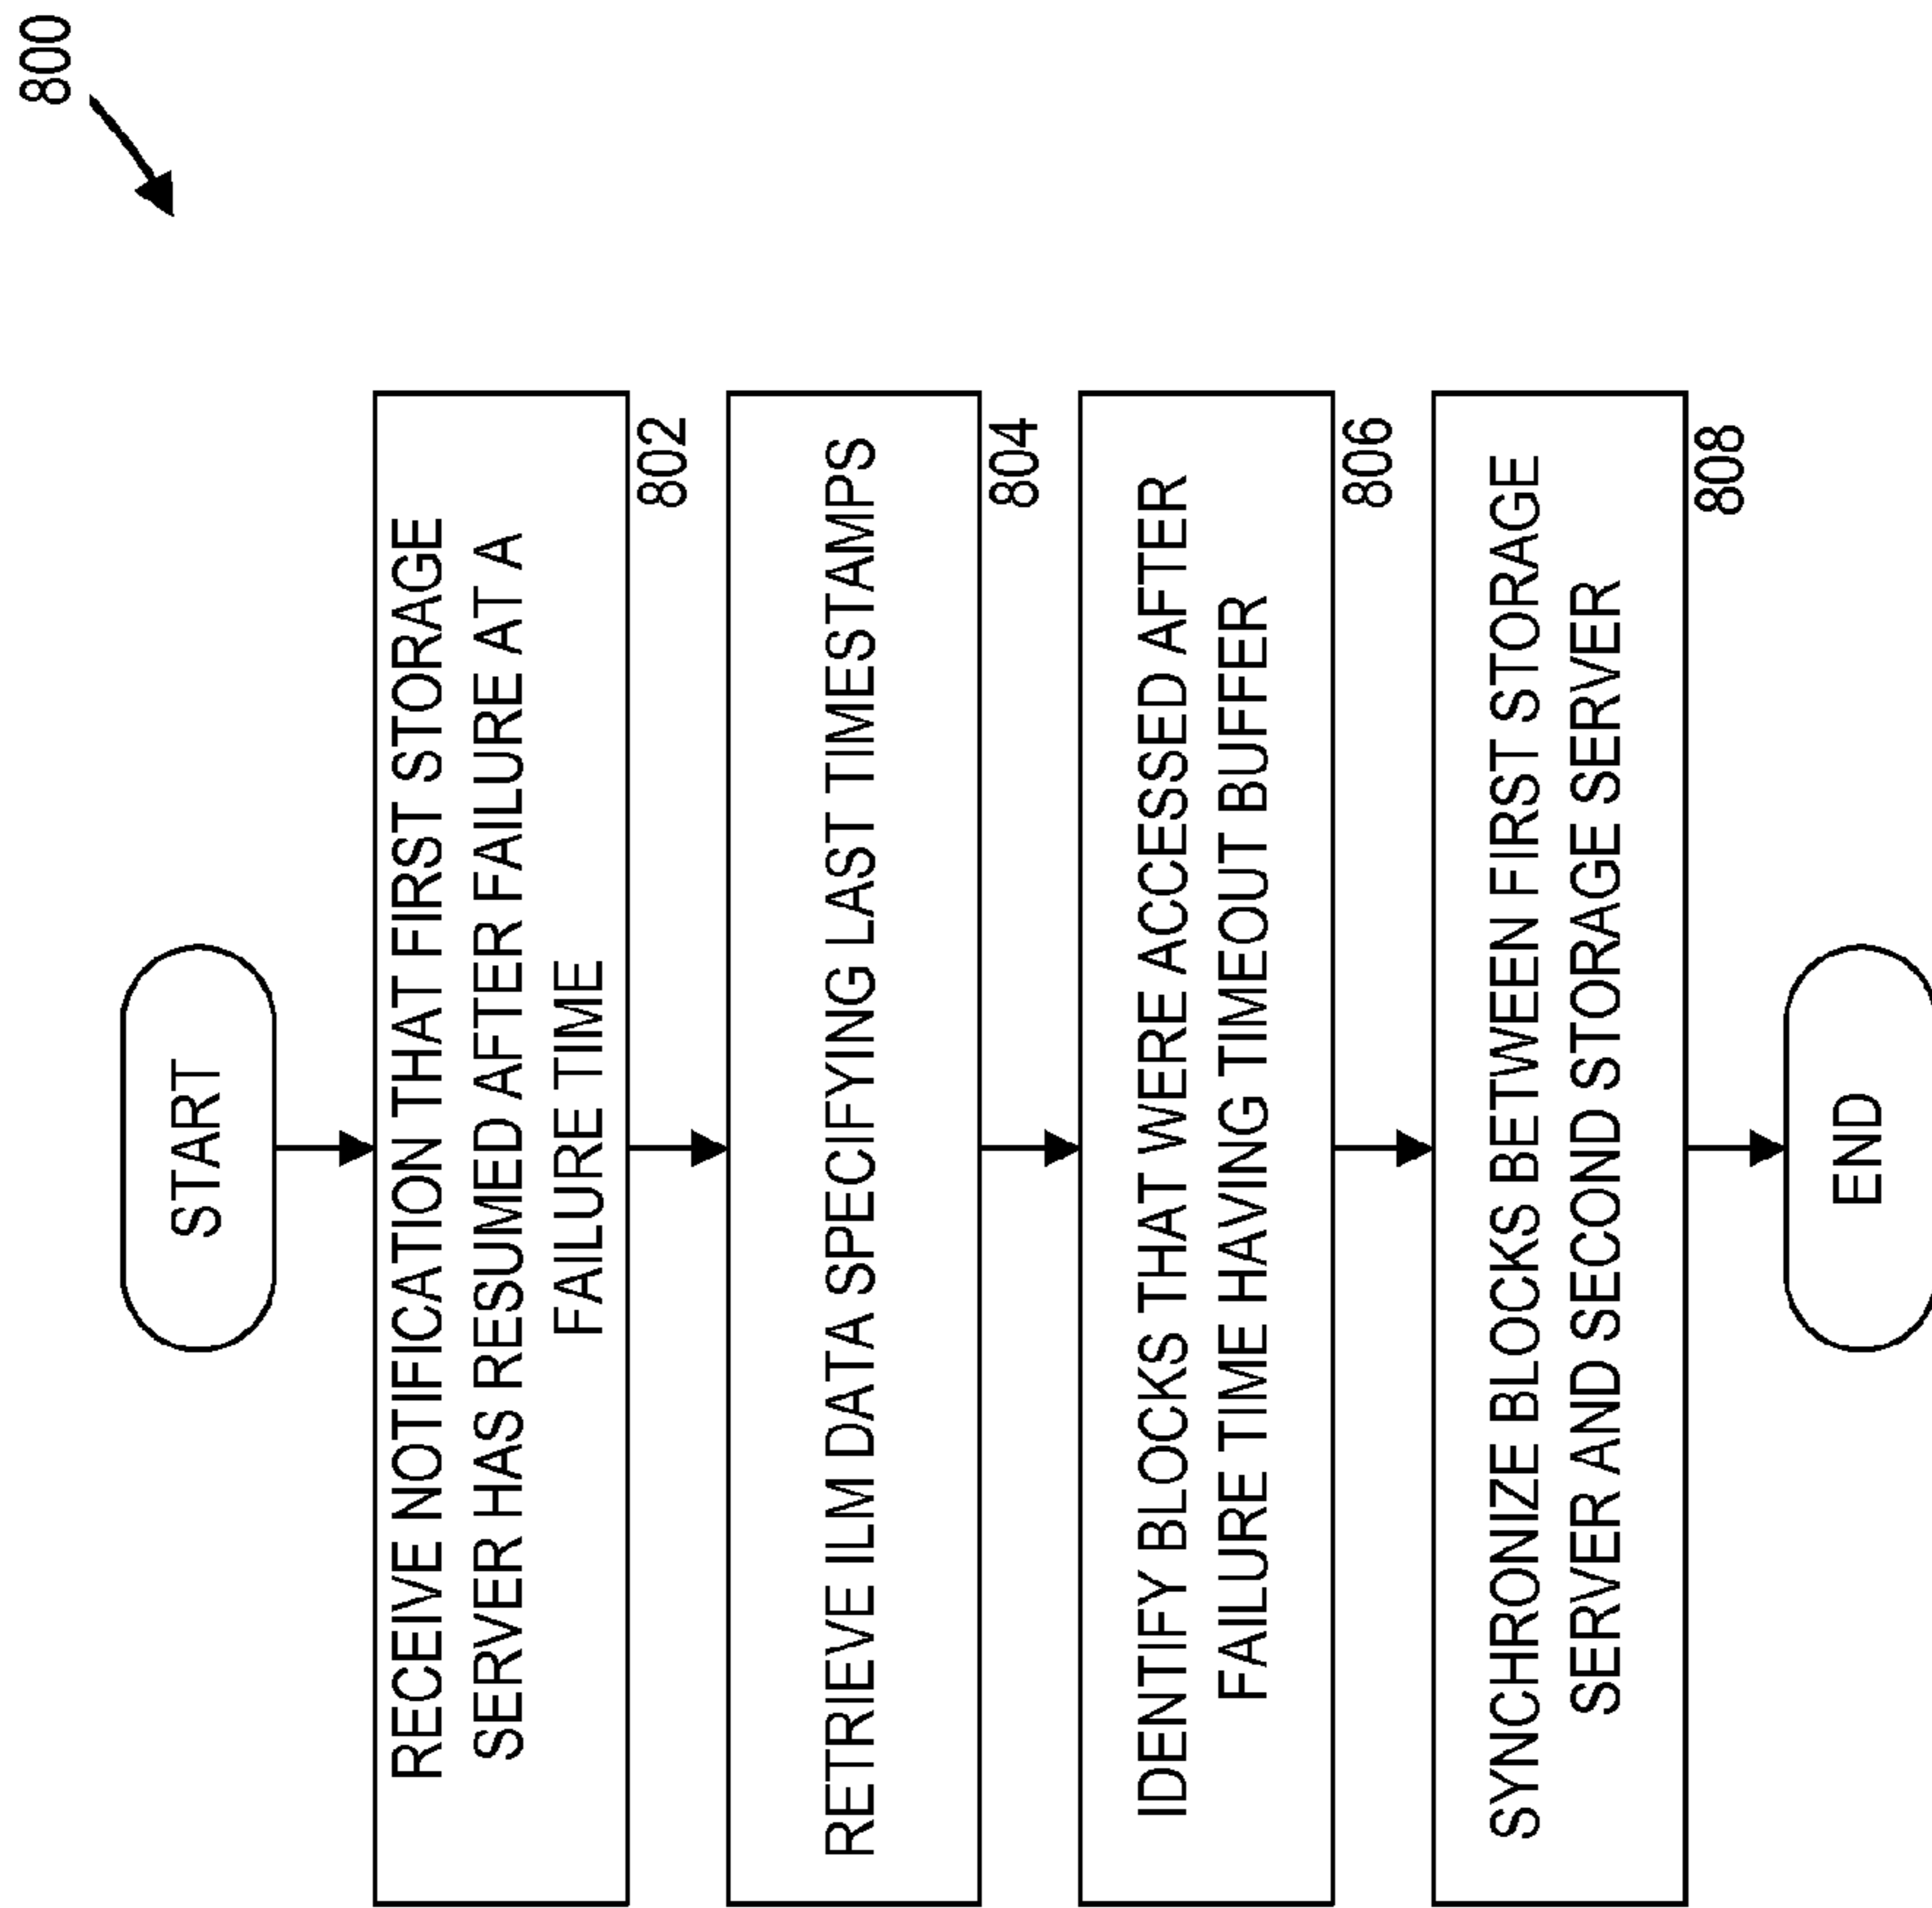 800
START
RECEIVE NOTIFICATION THAT FIRST STORAGE
SERVER HAS RESUMED AFTER FAILURE AT A
FAILURE TIME
802
RETRIEVE ILM DATA SPECIFYING LAST TIMESTAMPS
804
IDENTIFY BLOCKS THAT WERE ACCESSED AFTER
FAILURE TIME HAVING TIMEOUT BUFFER
806
SYNCHRONIZE BLOCKS BETWEEN FIRST STORAGE
SERVER AND SECOND STORAGE SERVER
808
END